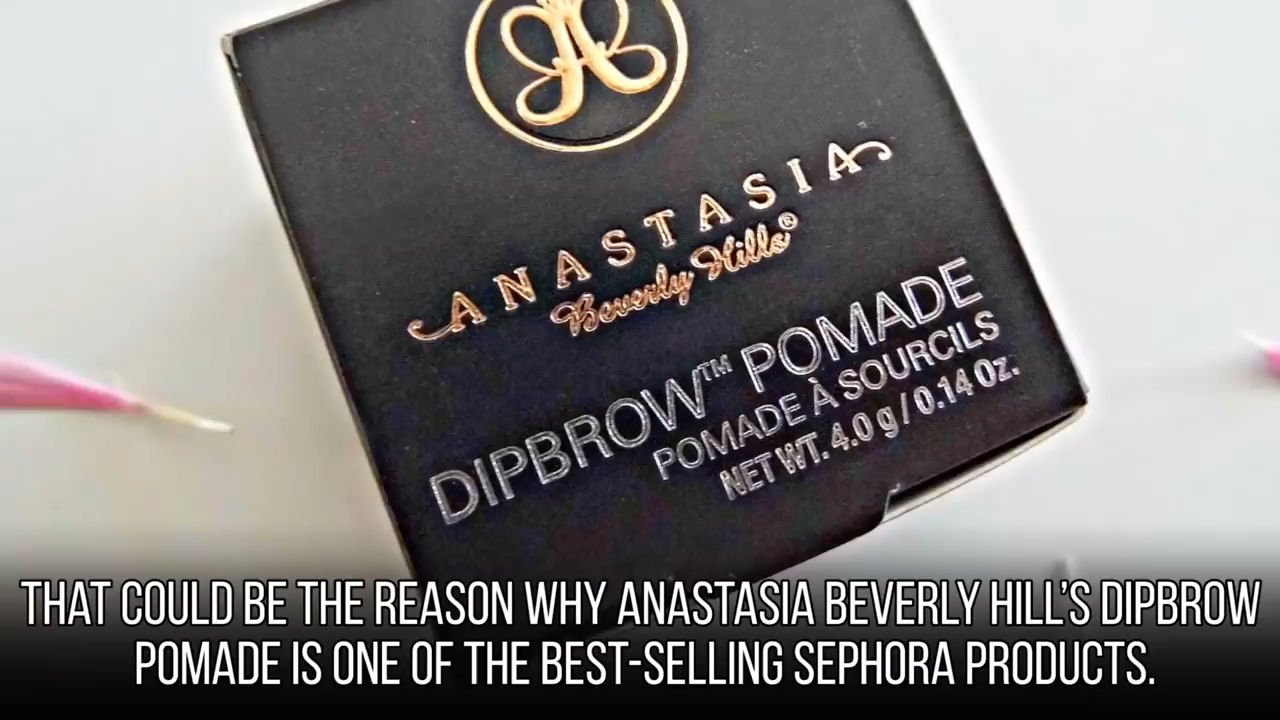 ANASTASIA
Beverly Hills®
DIPBROW™ POMADE
POMADE À SOURCILS
NET WT. 4.0 g / 0.14 Oz.
THAT COULD BE THE REASON WHY ANASTASIA BEVERLY HILL'S DIPBROW
POMADE IS ONE OF THE BEST-SELLING SEPHORA PRODUCTS.